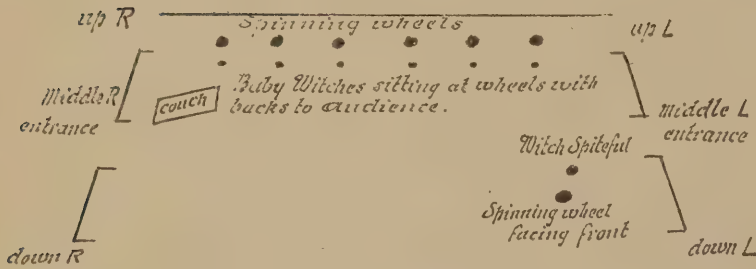 up R
Spinning wheels
up L
Middle R
entrance
couch
Baby Witches sitting at wheels with
backs to audience.
Middle L
entrance
Witch Spiteful
Spinning wheel
facing front
down R
down L